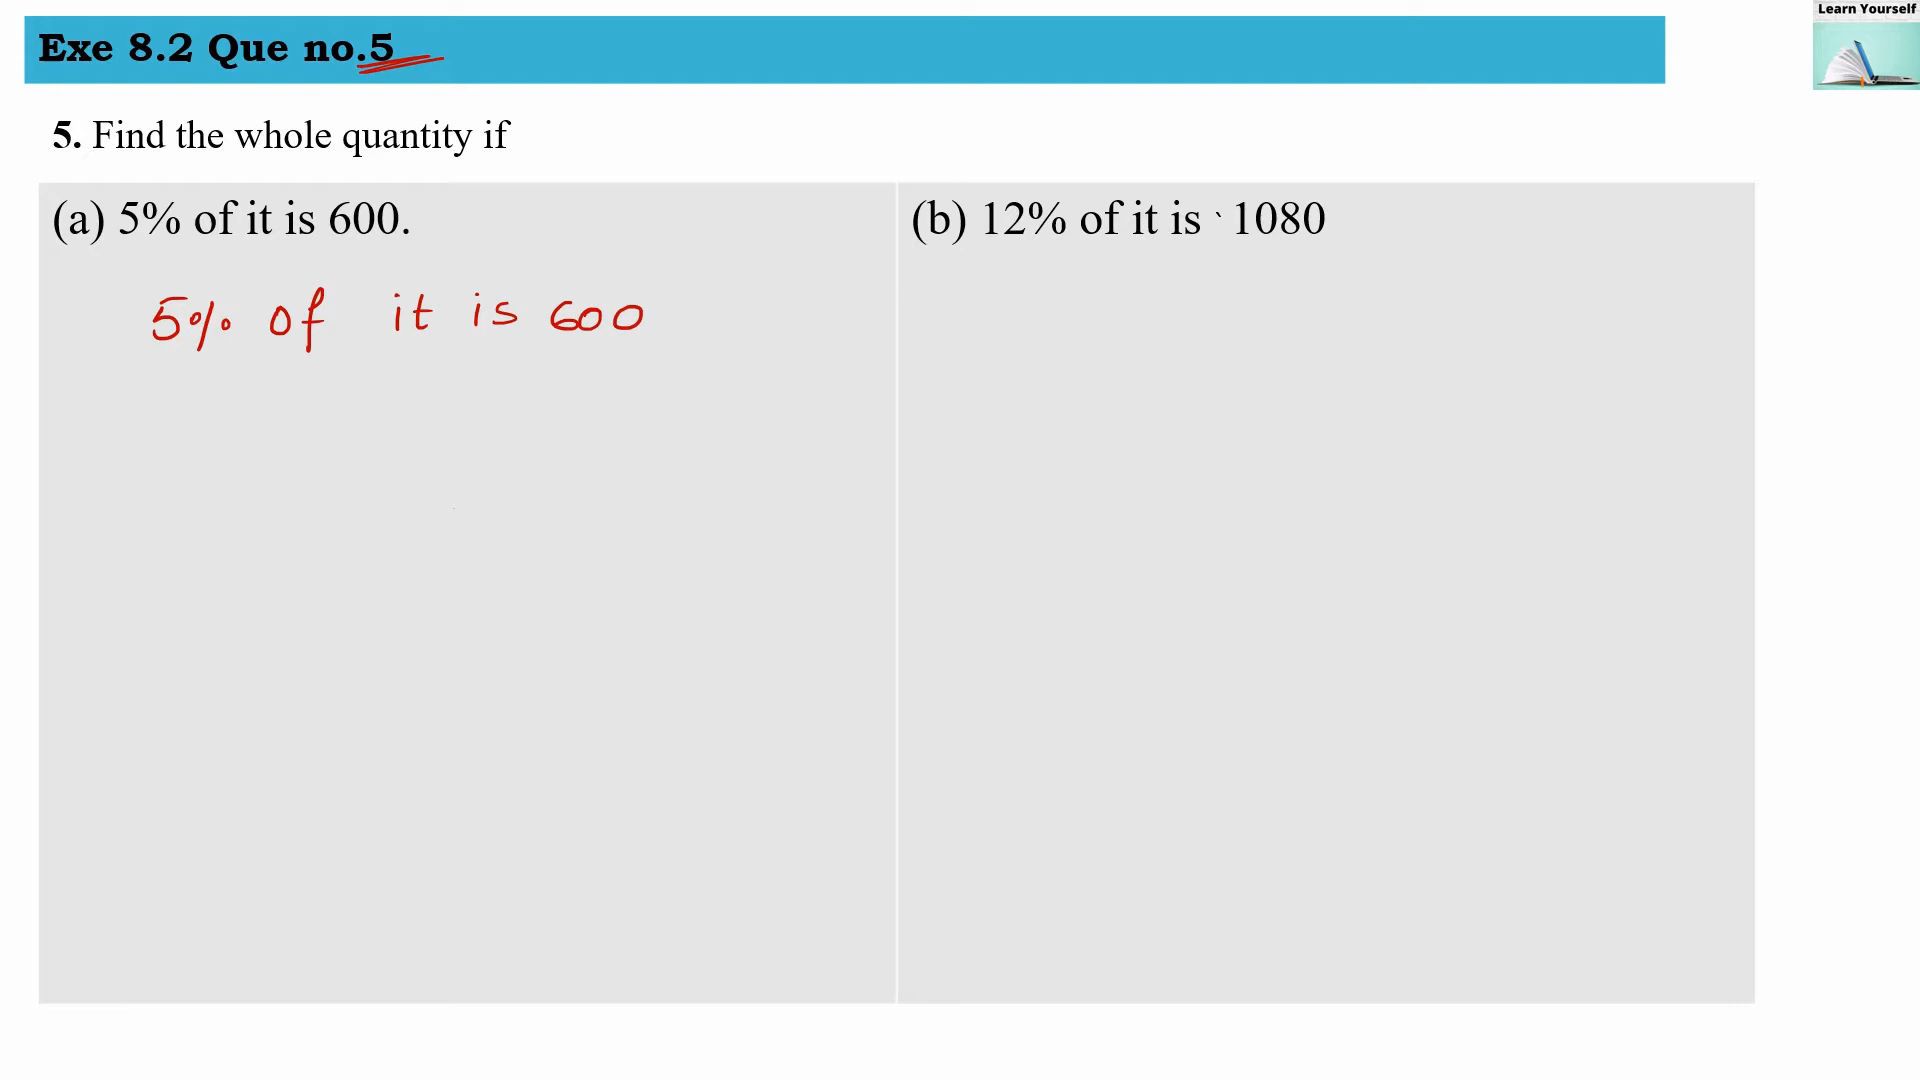 Learn Yourself
Exe 8.2 Que no.5
5. Find the whole quantity if
(a) 5% of it is 600.
(b) 12% of it is ` 1080
5% of it is 600